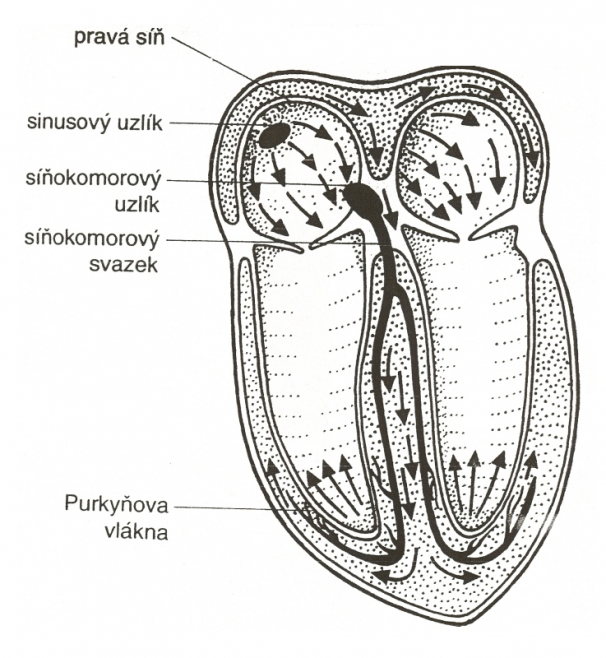 pravá síň
sinusový uzlík
síňokomorový
uzlík
síňokomorový
svazek
Purkyňova
vlákna